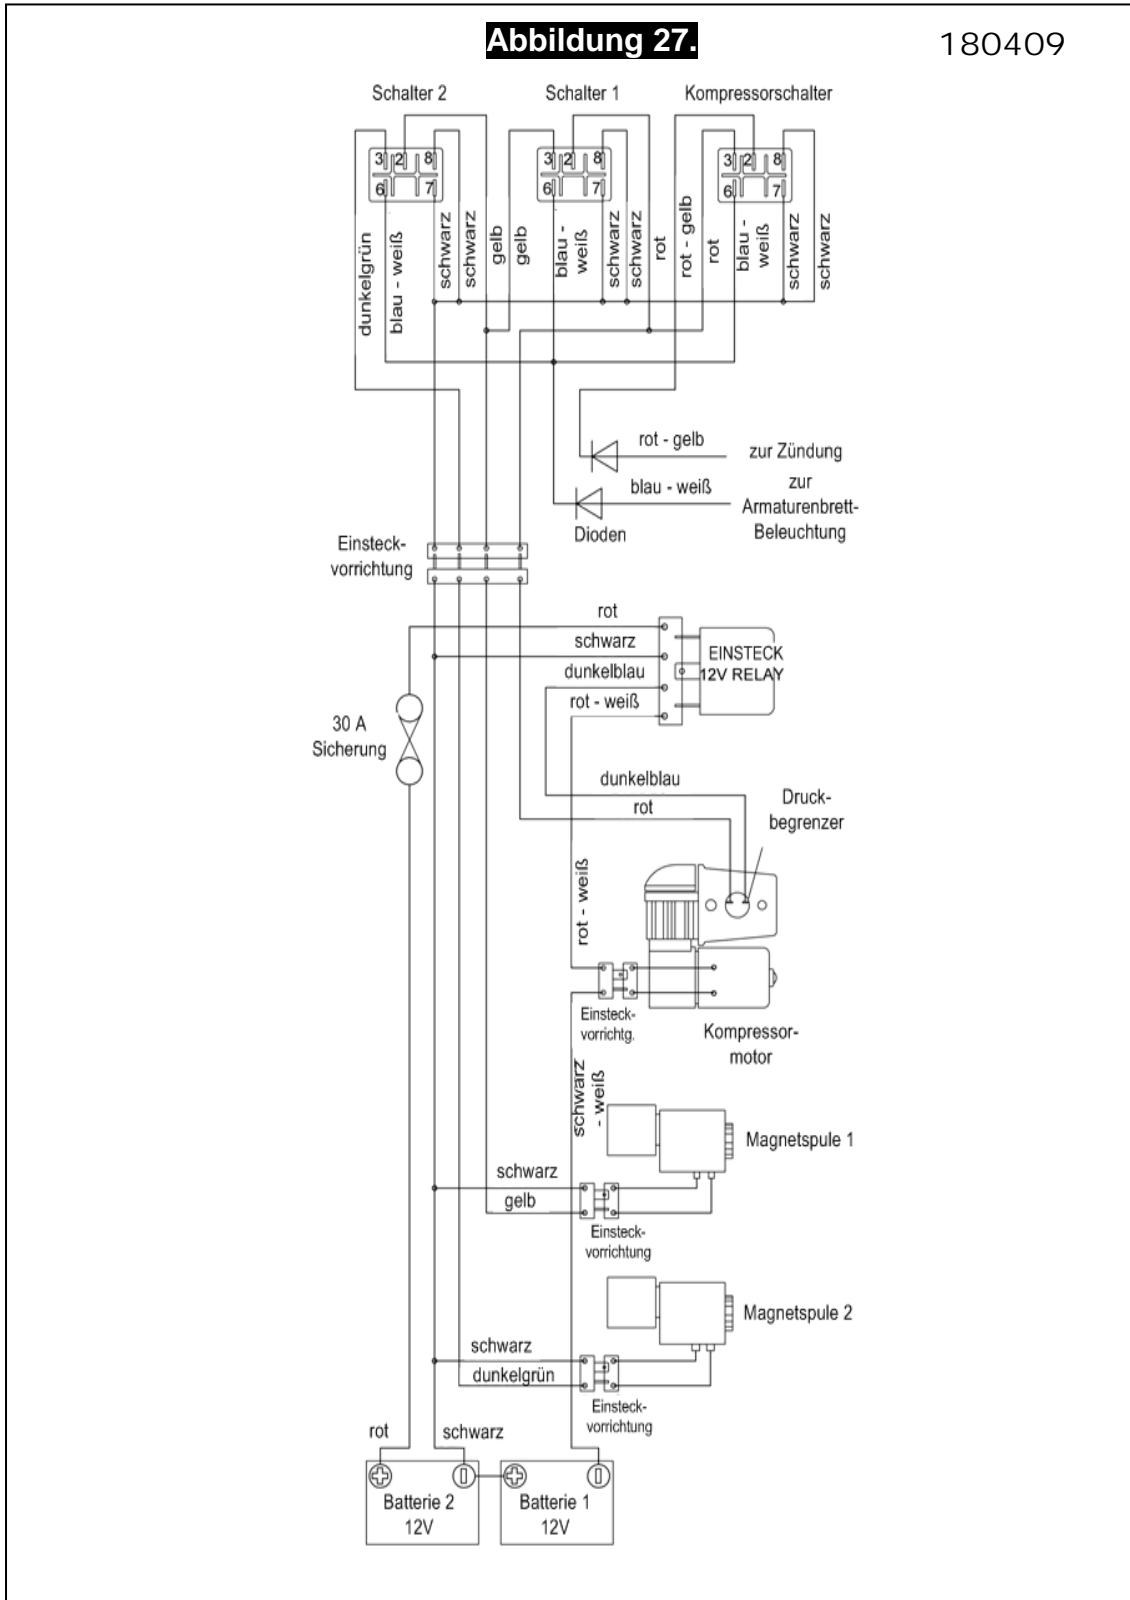 Abbildung 27.
180409
Schalter 2
Schalter 1
Kompressorschalter
3 2 8
6 7
3 2 8
6 7
3 2 8
6 7
dunkelgrün
blau - weiß
schwarz
schwarz
gelb
gelb
blau -
weiß
schwarz
schwarz
rot
rot - gelb
rot
blau -
weiß
schwarz
schwarz
rot - gelb
zur Zündung
blau - weiß
zur
Armaturenbrett-
Beleuchtung
Dioden
Einsteck-
vorrichtung
rot
schwarz
dunkelblau
rot - weiß
EINSTECK
12V RELAY
30 A
Sicherung
dunkelblau
rot
Druck-
begrenzer
rot - weiß
Einsteck-
vorrichtg.
Kompressor-
motor
schwarz
- weiß
Magnetspule 1
schwarz
gelb
Einsteck-
vorrichtung
Magnetspule 2
schwarz
dunkelgrün
Einsteck-
vorrichtung
rot
schwarz
Batterie 2
12V
Batterie 1
12V